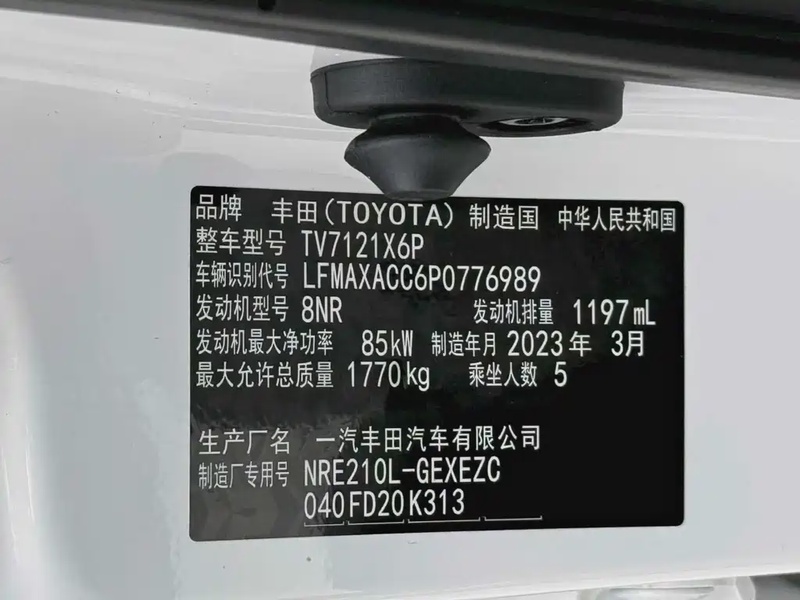 品牌 丰田(TOYOTA) 制造国 中华人民共和国
整车型号 TV7121X6P
车辆识别代号 LFMAXACC6P0776989
发动机型号 8NR 发动机排量 1197mL
发动机最大净功率 85kW 制造年月 2023年 3月
最大允许总质量 1770kg 乘坐人数 5
生产厂名 一汽丰田汽车有限公司
制造厂专用号 NRE210L-GEXEZC
040FD20K313